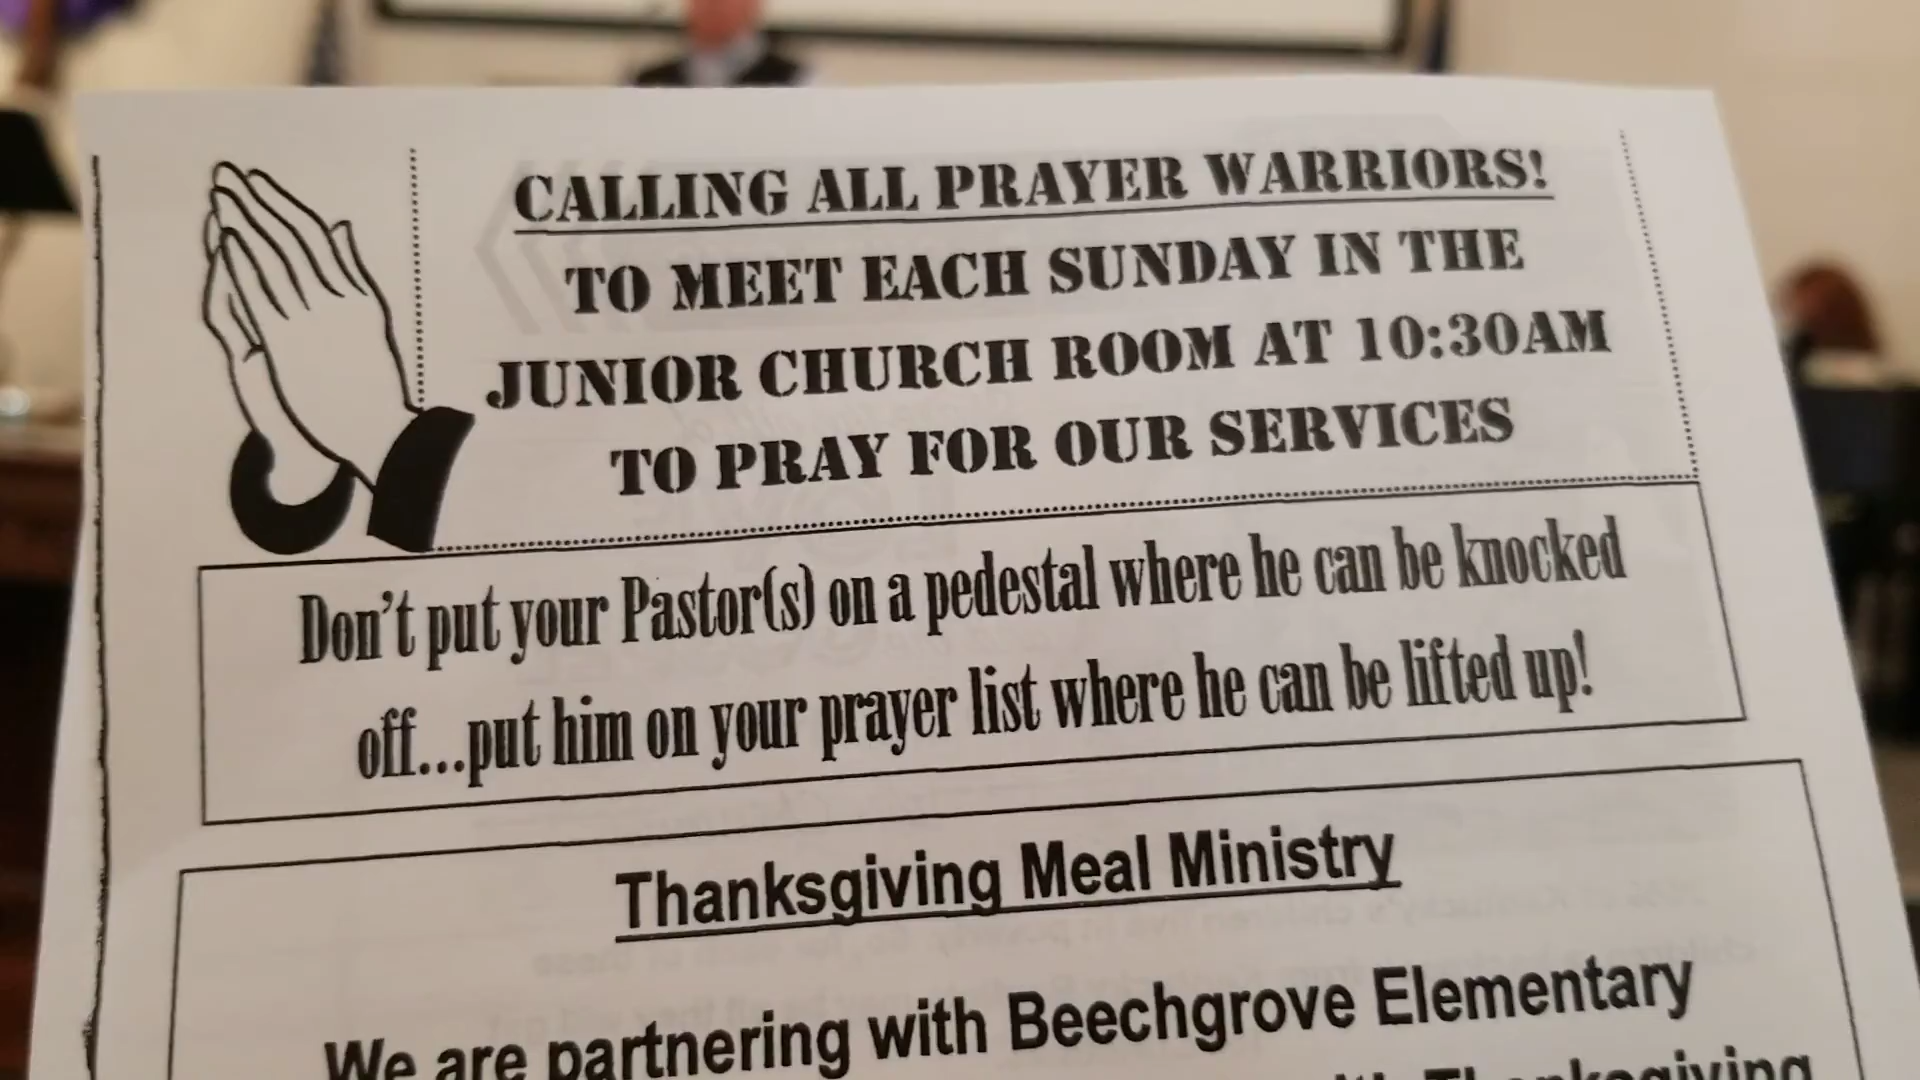 CALLING ALL PRAYER WARRIORS!
TO MEET EACH SUNDAY IN THE
JUNIOR CHURCH ROOM AT 10:30AM
TO PRAY FOR OUR SERVICES
Don't put your Pastor(s) on a pedestal where he can be knocked
off...put him on your prayer list where he can be lifted up!
Thanksgiving Meal Ministry
We are partnering with Beechgrove Elementary
Thanksgiving